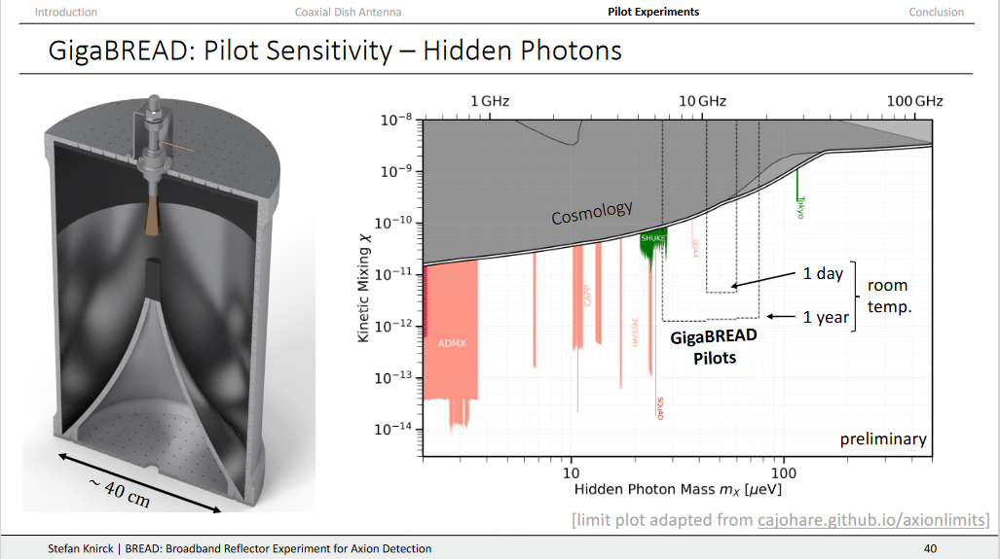 Introduction Coaxial Dish Antenna Pilot Experiments Conclusion
GigaBREAD: Pilot Sensitivity – Hidden Photons
~ 40 cm
1 GHz 10 GHz 100 GHz
10⁻⁸
10⁻⁹
10⁻¹⁰
10⁻¹¹
10⁻¹²
10⁻¹³
10⁻¹⁴
Kinetic Mixing χ
Cosmology
Tokyo
SHUKET
QUAX
CAPP
ADMX
HAYSTAC
SQuAD
1 day
1 year
room
temp.
GigaBREAD
Pilots
preliminary
10 100
Hidden Photon Mass mX [μeV]
[limit plot adapted from cajohare.github.io/axionlimits]
Stefan Knirck | BREAD: Broadband Reflector Experiment for Axion Detection 40